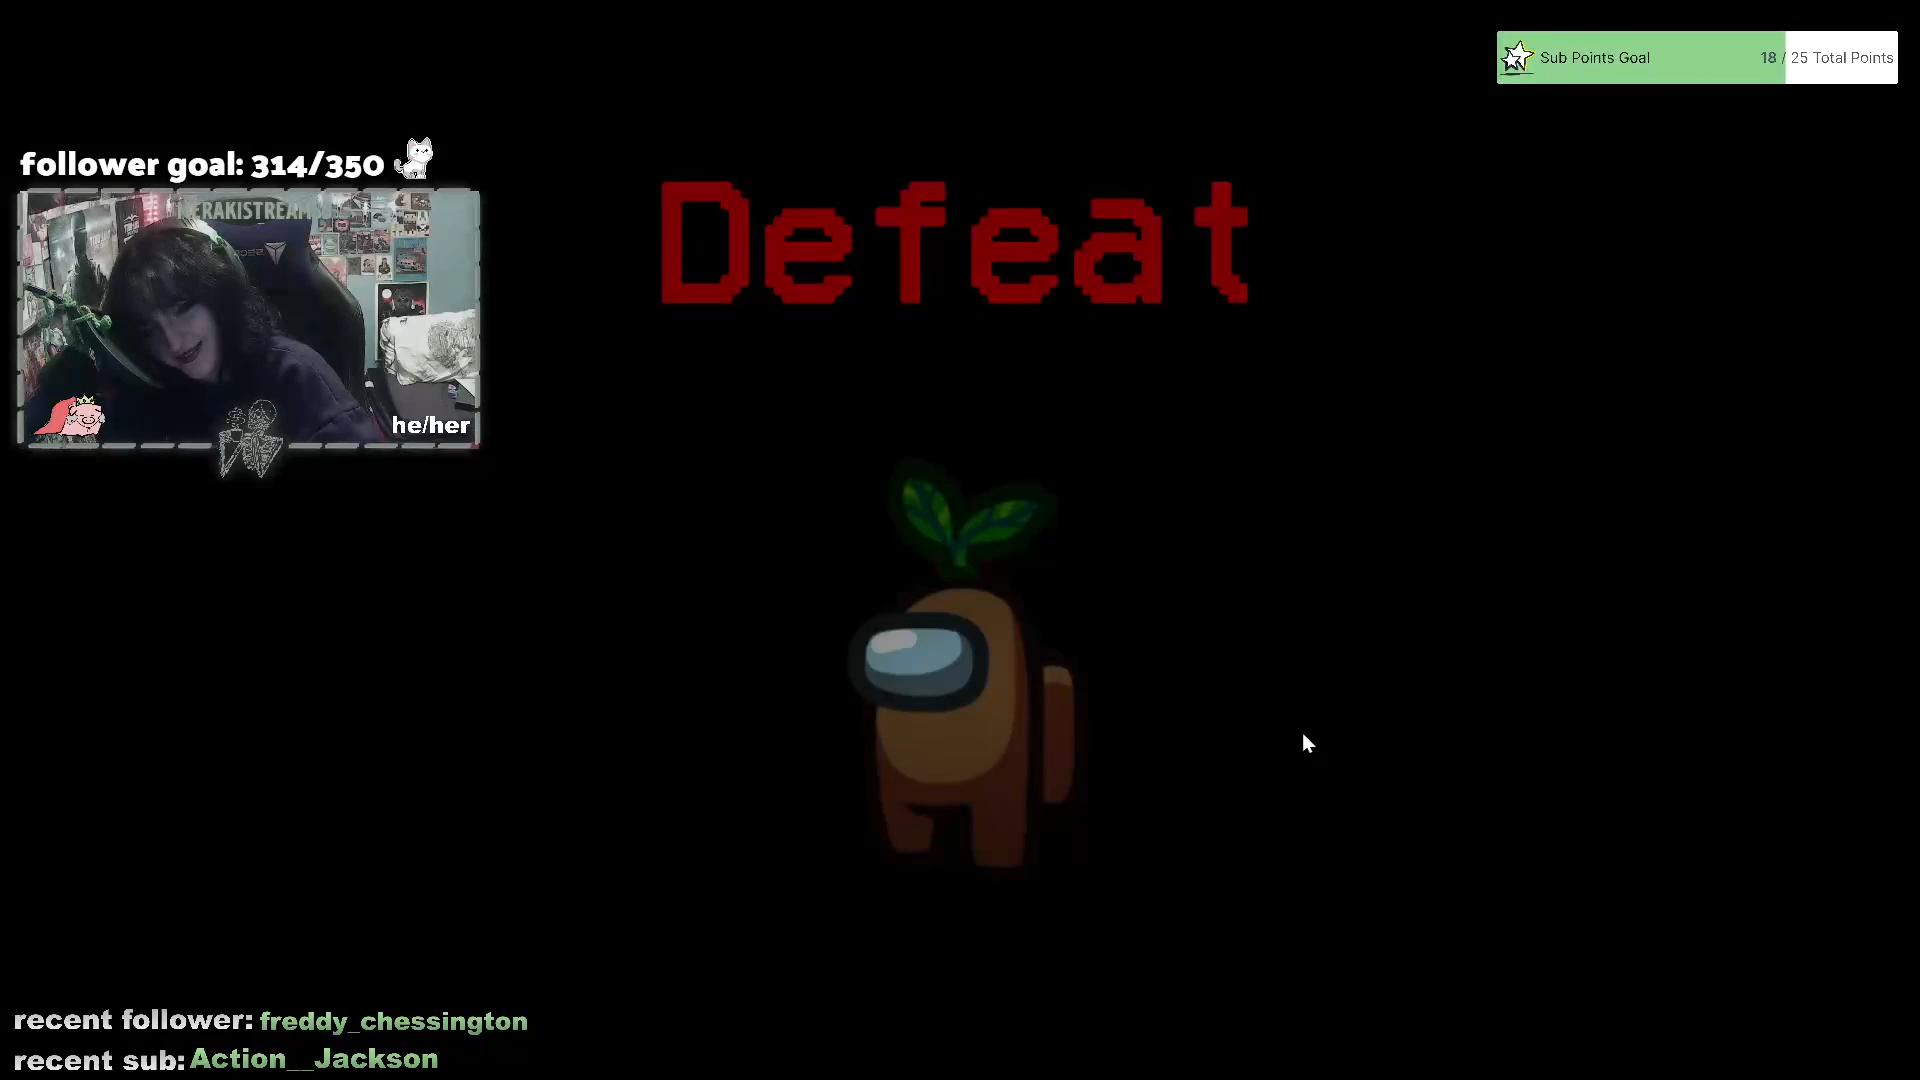 Sub Points Goal 18 / 25 Total Points
follower goal: 314/350
Defeat
he/her
recent follower: freddy_chessington
recent sub: Action__Jackson